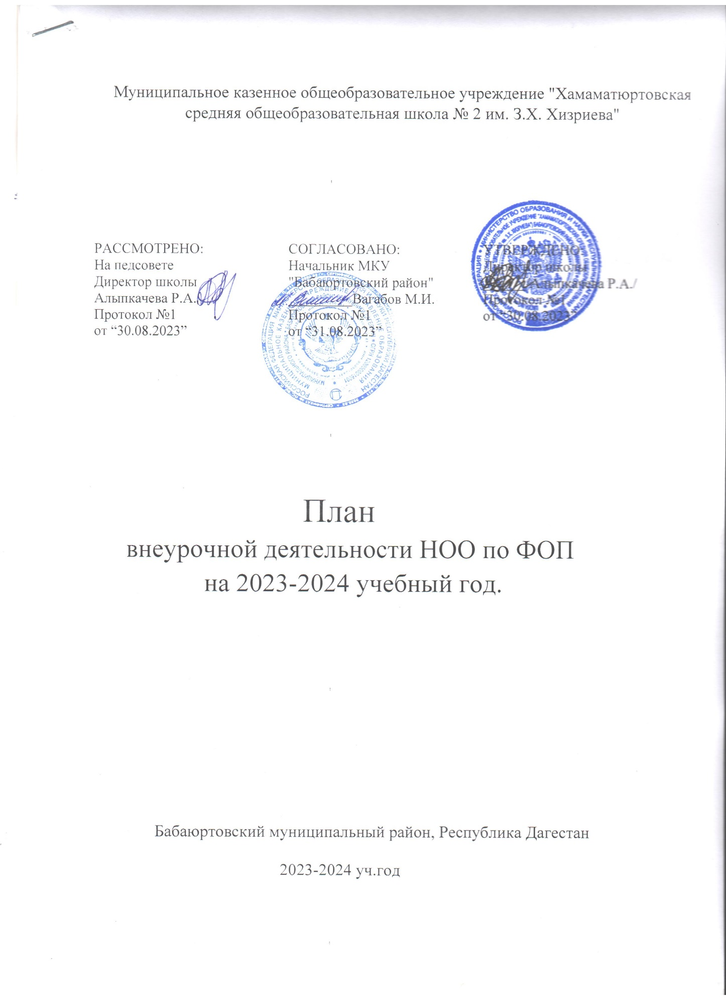 Муниципальное казенное общеобразовательное учреждение "Хамаматюртовская
средняя общеобразовательная школа № 2 им. З.Х. Хизриева"
РАССМОТРЕНО:
На педсовете
Директор школы
Алыпкачева Р.А.
Протокол №1
от “30.08.2023”
СОГЛАСОВАНО:
Начальник МКУ
"Бабаюртовский район"
Вагабов М.И.
Протокол №1
от “31.08.2023”
УТВЕРЖДЕНО
Директор школы
Алыпкачева Р.А./
Протокол №1
от “30.08.2023”
План
внеурочной деятельности НОО по ФОП
на 2023-2024 учебный год.
Бабаюртовский муниципальный район, Республика Дагестан
2023-2024 уч.год